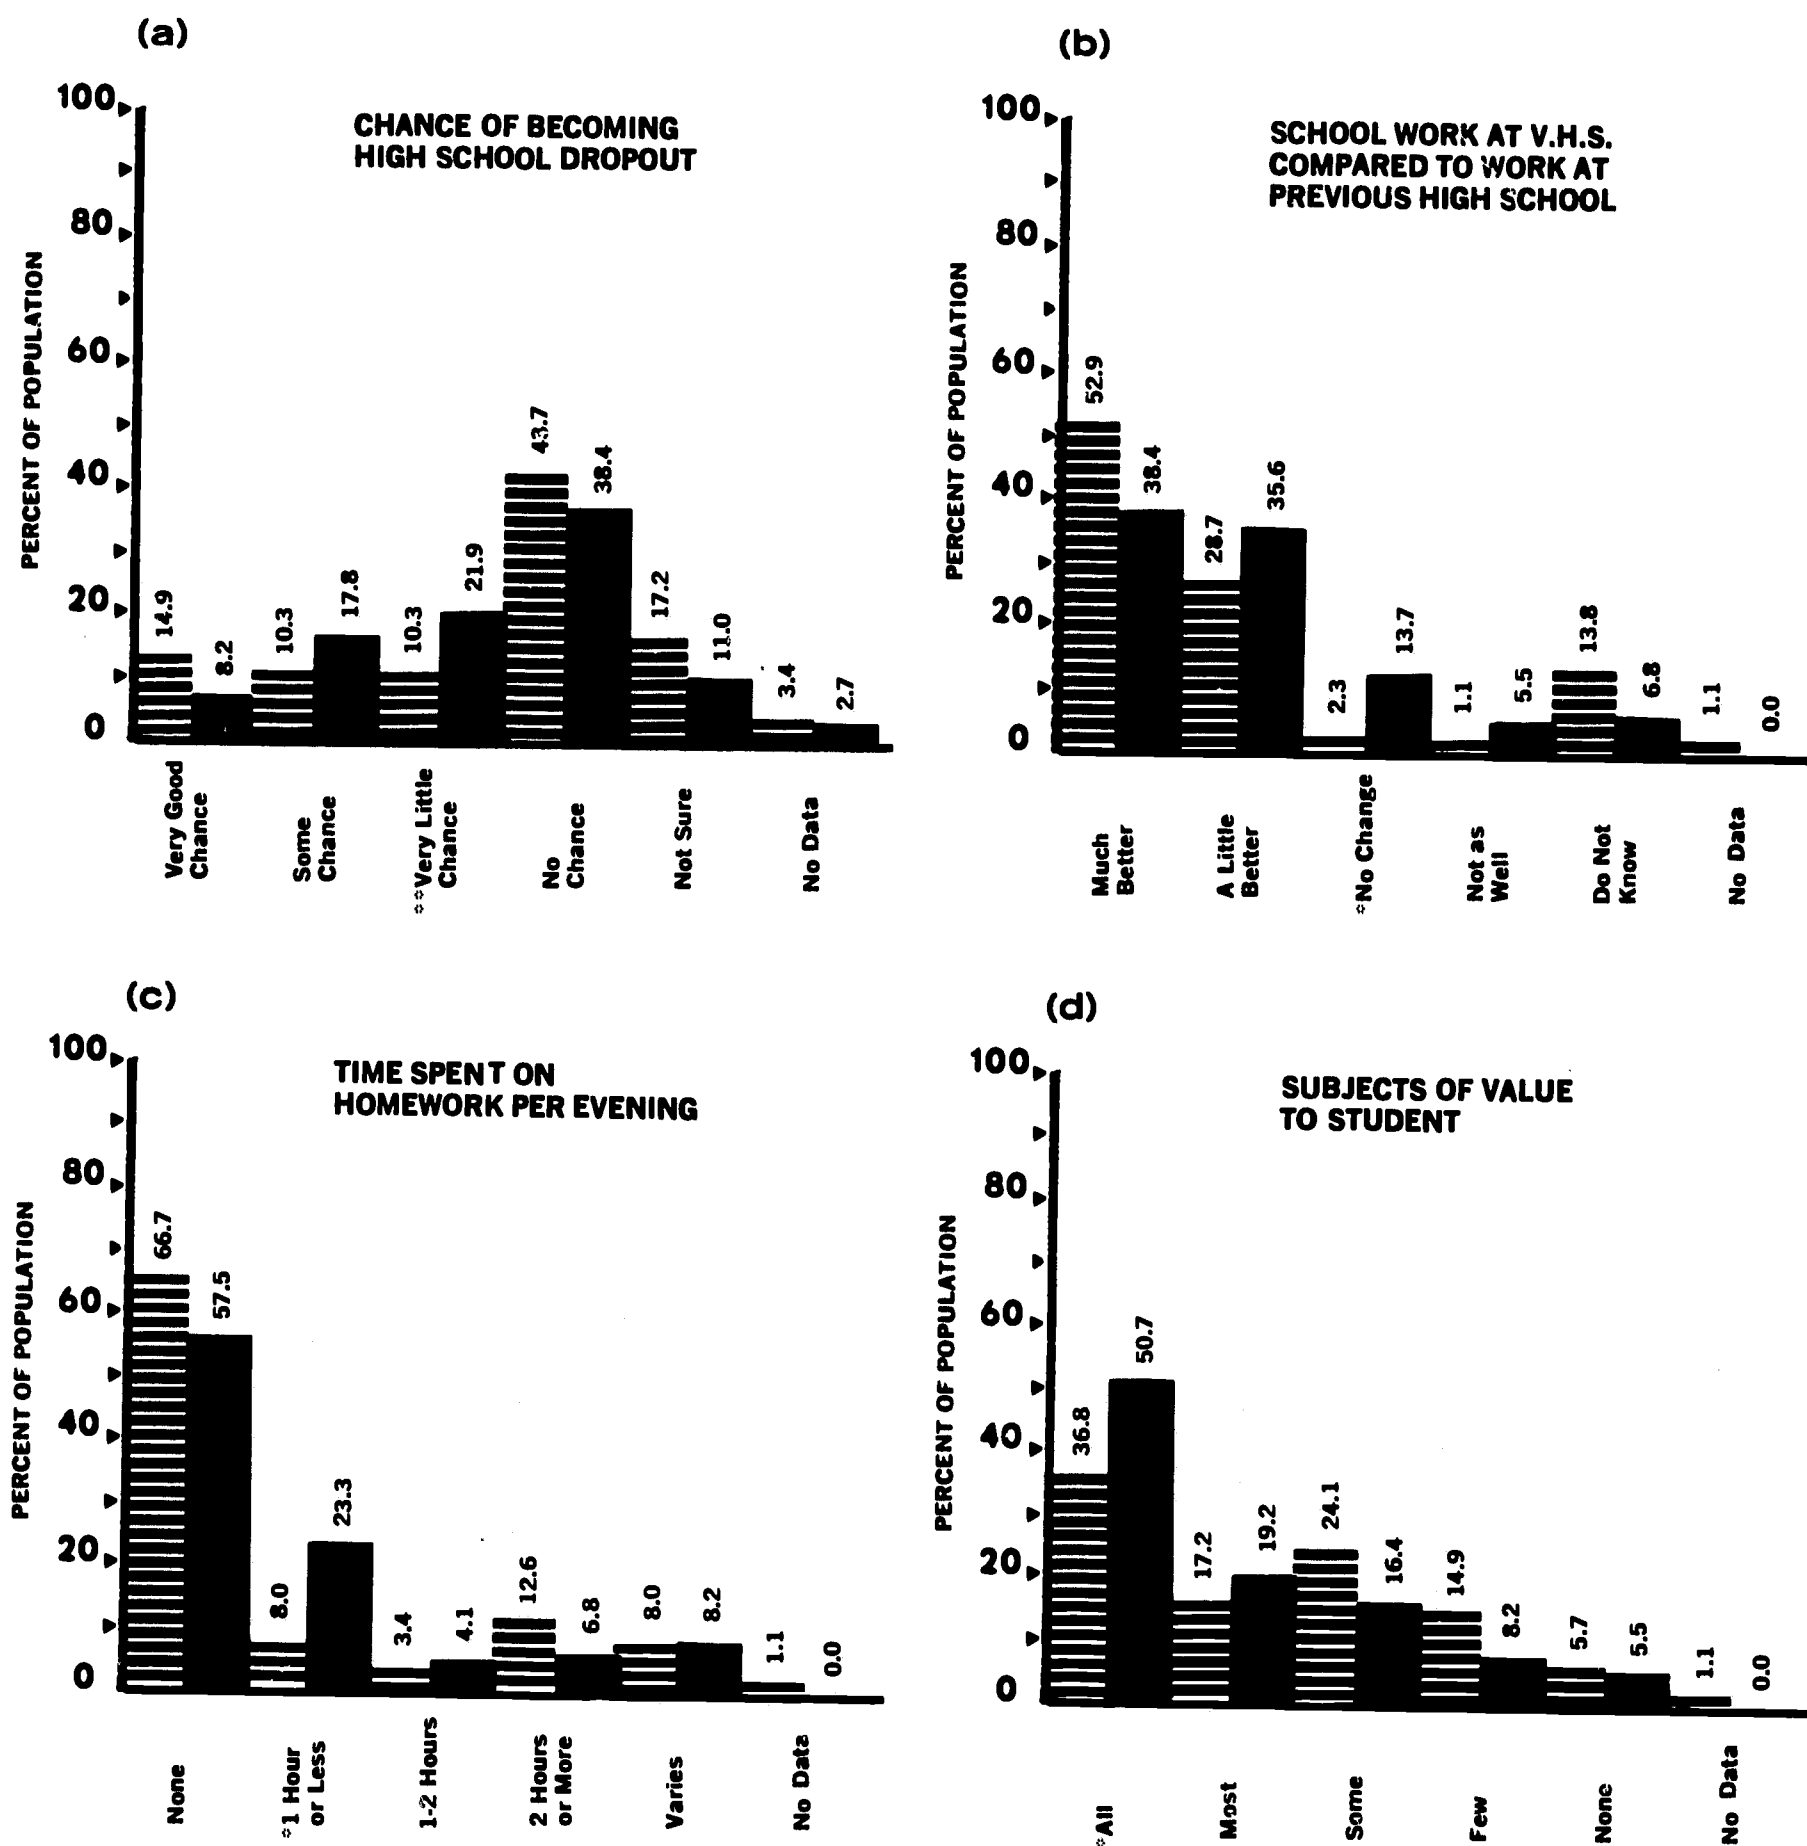 (a)
CHANCE OF BECOMING
HIGH SCHOOL DROPOUT
PERCENT OF POPULATION
100
80
60
40
20
0
14.9
8.2
10.3
17.8
10.3
21.9
43.7
38.4
17.2
11.0
3.4
2.7
Very Good
Chance
Some
Chance
**Very Little
Chance
No
Chance
Not Sure
No Data
(b)
SCHOOL WORK AT V.H.S.
COMPARED TO WORK AT
PREVIOUS HIGH SCHOOL
PERCENT OF POPULATION
100
80
60
40
20
0
52.9
38.4
28.7
35.6
2.3
13.7
1.1
5.5
13.8
6.8
1.1
0.0
Much
Better
A Little
Better
*No Change
Not as
Well
Do Not
Know
No Data
(c)
TIME SPENT ON
HOMEWORK PER EVENING
PERCENT OF POPULATION
100
80
60
40
20
0
66.7
57.5
8.0
23.3
3.4
4.1
12.6
6.8
8.0
8.2
1.1
0.0
None
*1 Hour
or Less
1-2 Hours
2 Hours
or More
Varies
No Data
(d)
SUBJECTS OF VALUE
TO STUDENT
PERCENT OF POPULATION
100
80
60
40
20
0
36.8
50.7
17.2
19.2
24.1
16.4
14.9
8.2
5.7
5.5
1.1
0.0
*All
Most
Some
Few
None
No Data